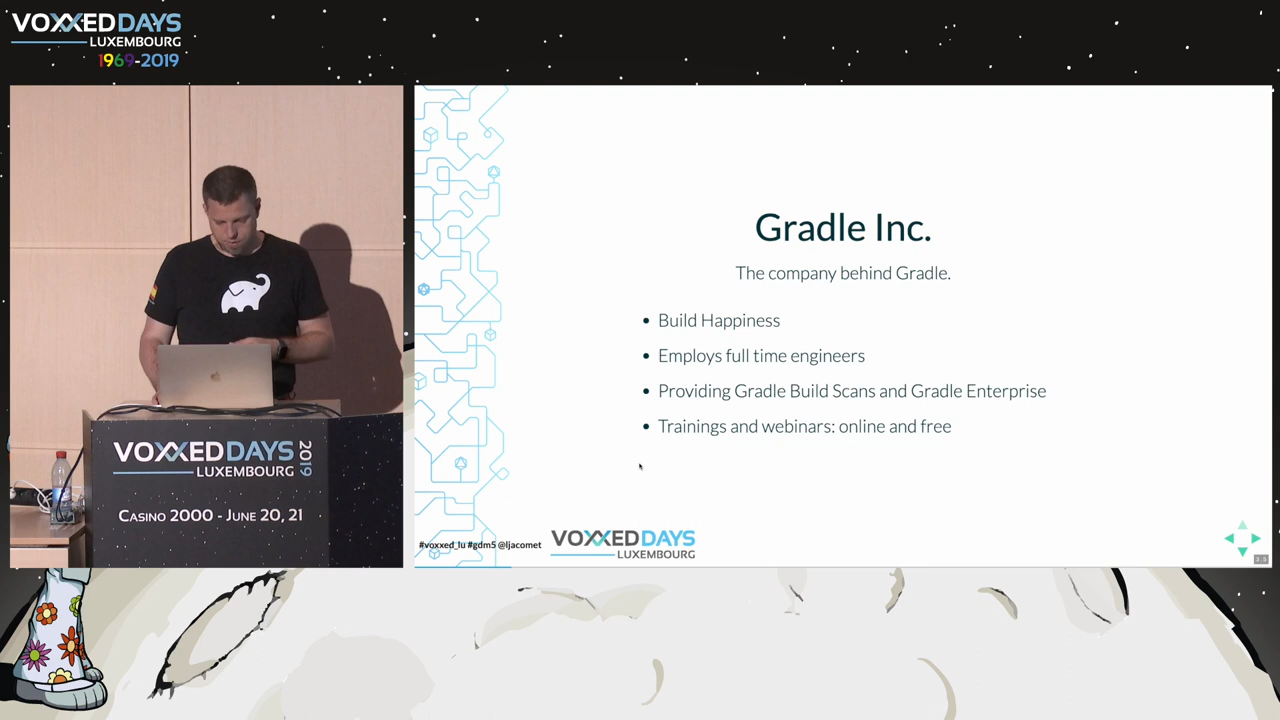 VOXXED DAYS
LUXEMBOURG
1969-2019
VOXXED DAYS
2019
LUXEMBOURG
CASINO 2000 - JUNE 20, 21
Gradle Inc.
The company behind Gradle.
• Build Happiness
• Employs full time engineers
• Providing Gradle Build Scans and Gradle Enterprise
• Trainings and webinars: online and free
#voxxed_lu #gdm5 @ljacomet
VOXXED DAYS
LUXEMBOURG